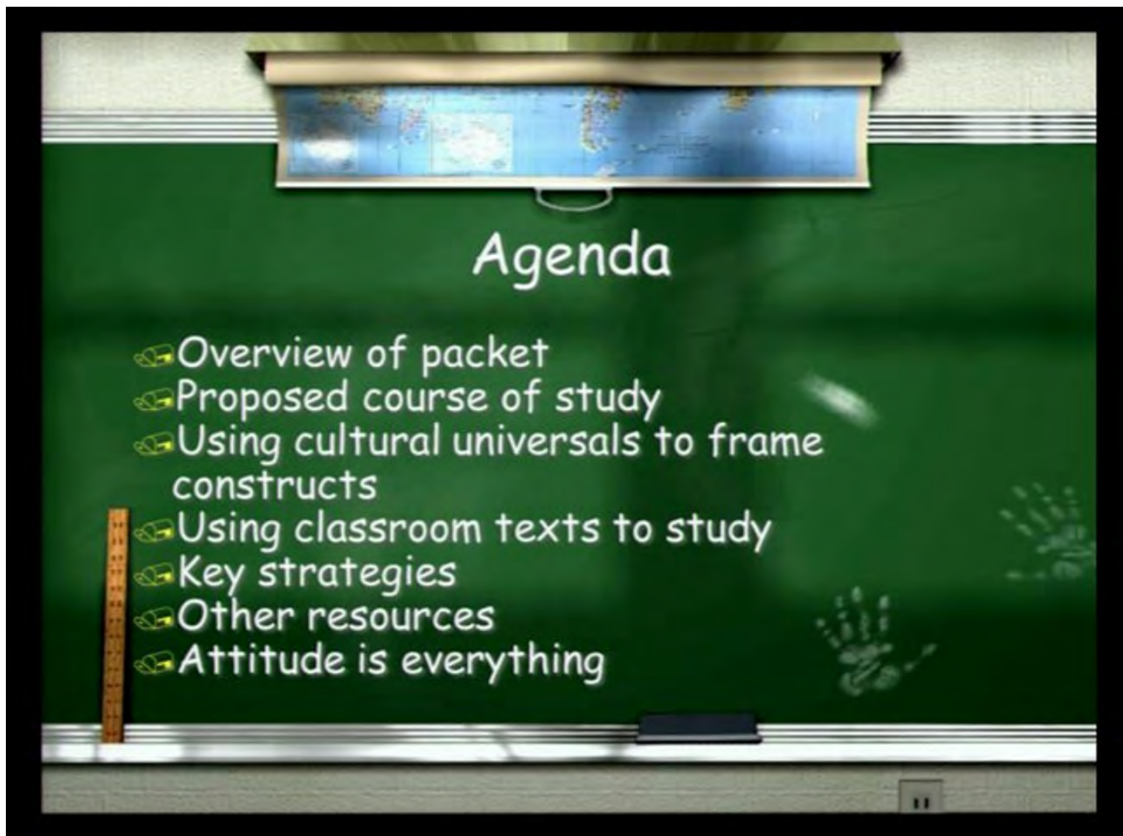 Agenda
Overview of packet
Proposed course of study
Using cultural universals to frame
constructs
Using classroom texts to study
Key strategies
Other resources
Attitude is everything